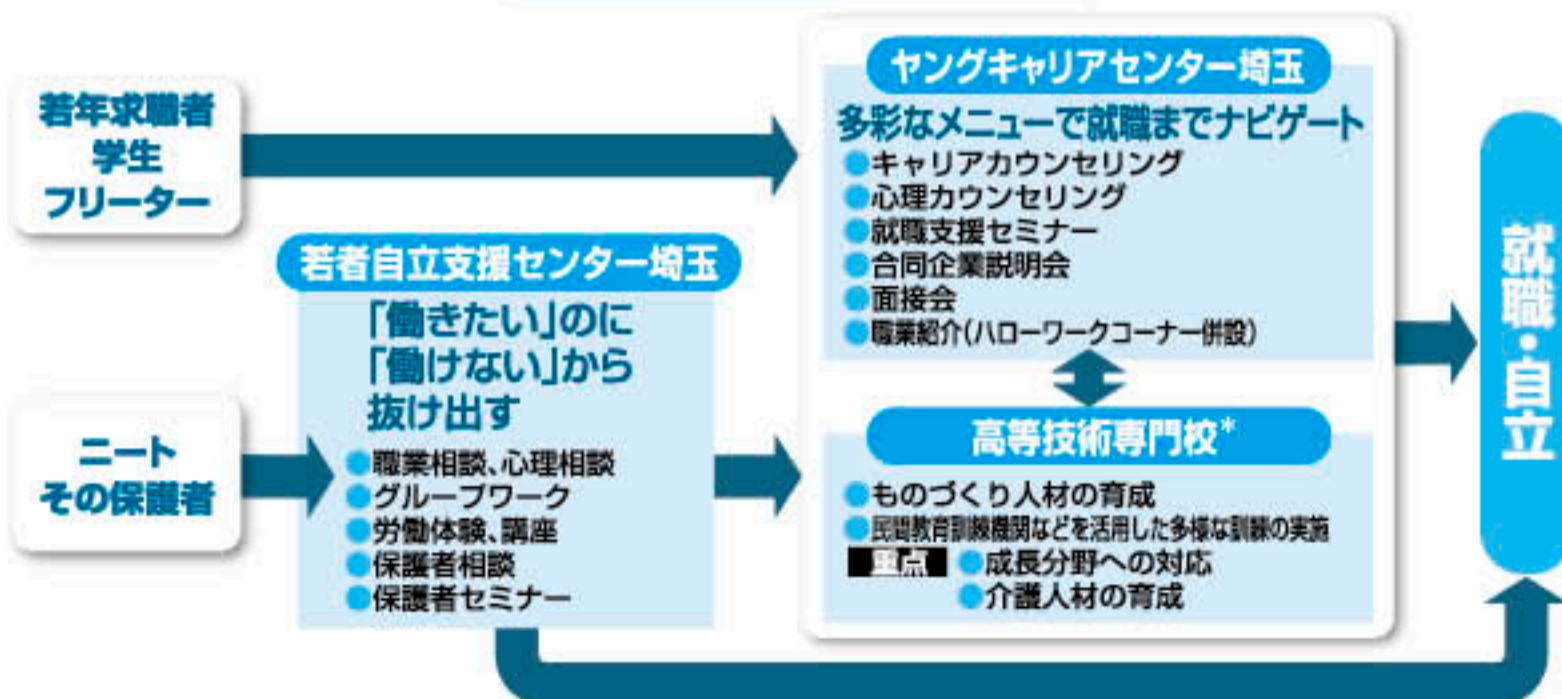 若年求職者
学生
フリーター
ニート
その保護者
若者自立支援センター埼玉
「働きたい」のに
「働けない」から
抜け出す
●職業相談、心理相談
●グループワーク
●労働体験、講座
●保護者相談
●保護者セミナー
ヤングキャリアセンター埼玉
多彩なメニューで就職までナビゲート
●キャリアカウンセリング
●心理カウンセリング
●就職支援セミナー
●合同企業説明会
●面接会
●職業紹介(ハローワークコーナー併設)
高等技術専門校*
●ものづくり人材の育成
●民間教育訓練機関などを活用した多様な訓練の実施
重点 ●成長分野への対応
●介護人材の育成
就職・自立